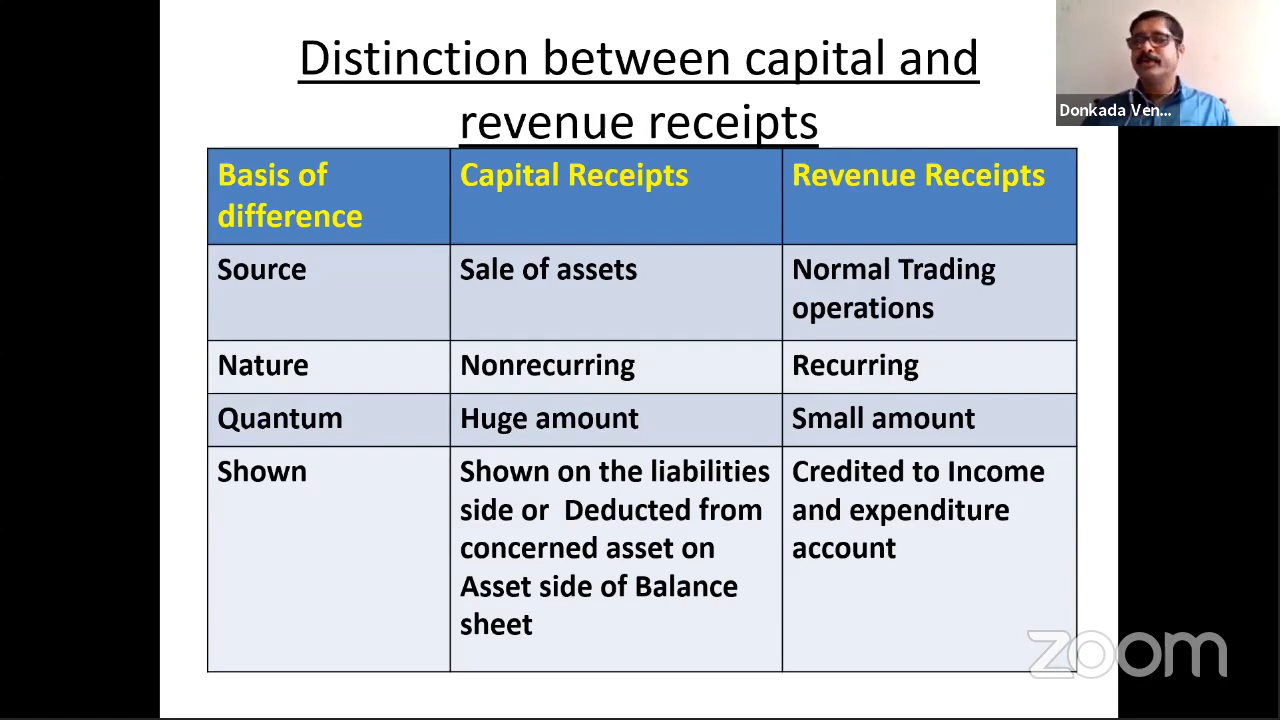 Distinction between capital and
revenue receipts
Donkada Ven...
Basis of
difference
Capital Receipts
Revenue Receipts
Source
Sale of assets
Normal Trading
operations
Nature
Nonrecurring
Recurring
Quantum
Huge amount
Small amount
Shown
Shown on the liabilities
side or Deducted from
concerned asset on
Asset side of Balance
sheet
Credited to Income
and expenditure
account
zoom